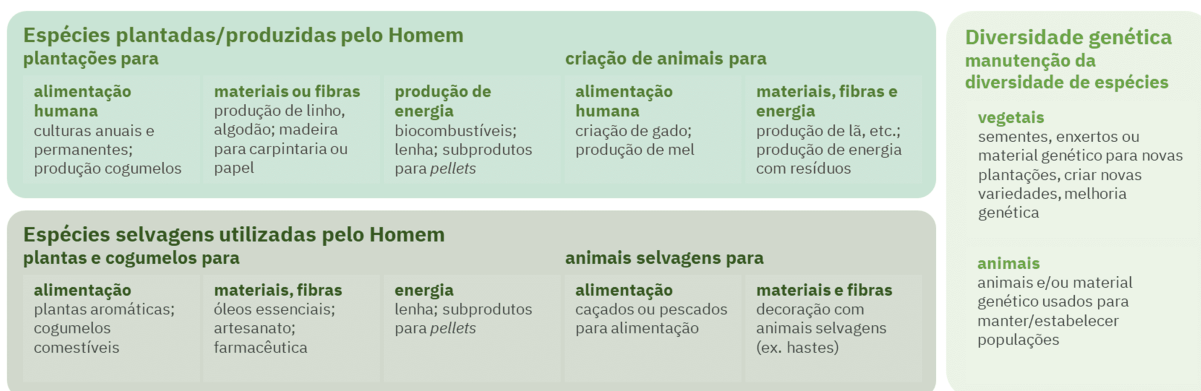 Espécies plantadas/produzidas pelo Homem
plantações para
alimentação
humana
culturas anuais e
permanentes;
produção cogumelos
materiais ou fibras
produção de linho,
algodão; madeira
para carpintaria ou
papel
produção de
energia
biocombustíveis;
lenha; subprodutos
para pellets
criação de animais para
alimentação
humana
criação de gado;
produção de mel
materiais, fibras e
energia
produção de lã, etc.;
produção de energia
com resíduos
Espécies selvagens utilizadas pelo Homem
plantas e cogumelos para
alimentação
plantas aromáticas;
cogumelos
comestíveis
materiais, fibras
óleos essenciais;
artesanato;
farmacêutica
energia
lenha; subprodutos
para pellets
animais selvagens para
alimentação
caçados ou pescados
para alimentação
materiais e fibras
decoração com
animais selvagens
(ex. hastes)
Diversidade genética
manutenção da
diversidade de espécies
vegetais
sementes, enxertos ou
material genético para novas
plantações, criar novas
variedades, melhoria
genética
animais
animais e/ou material
genético usados para
manter/estabelecer
populações